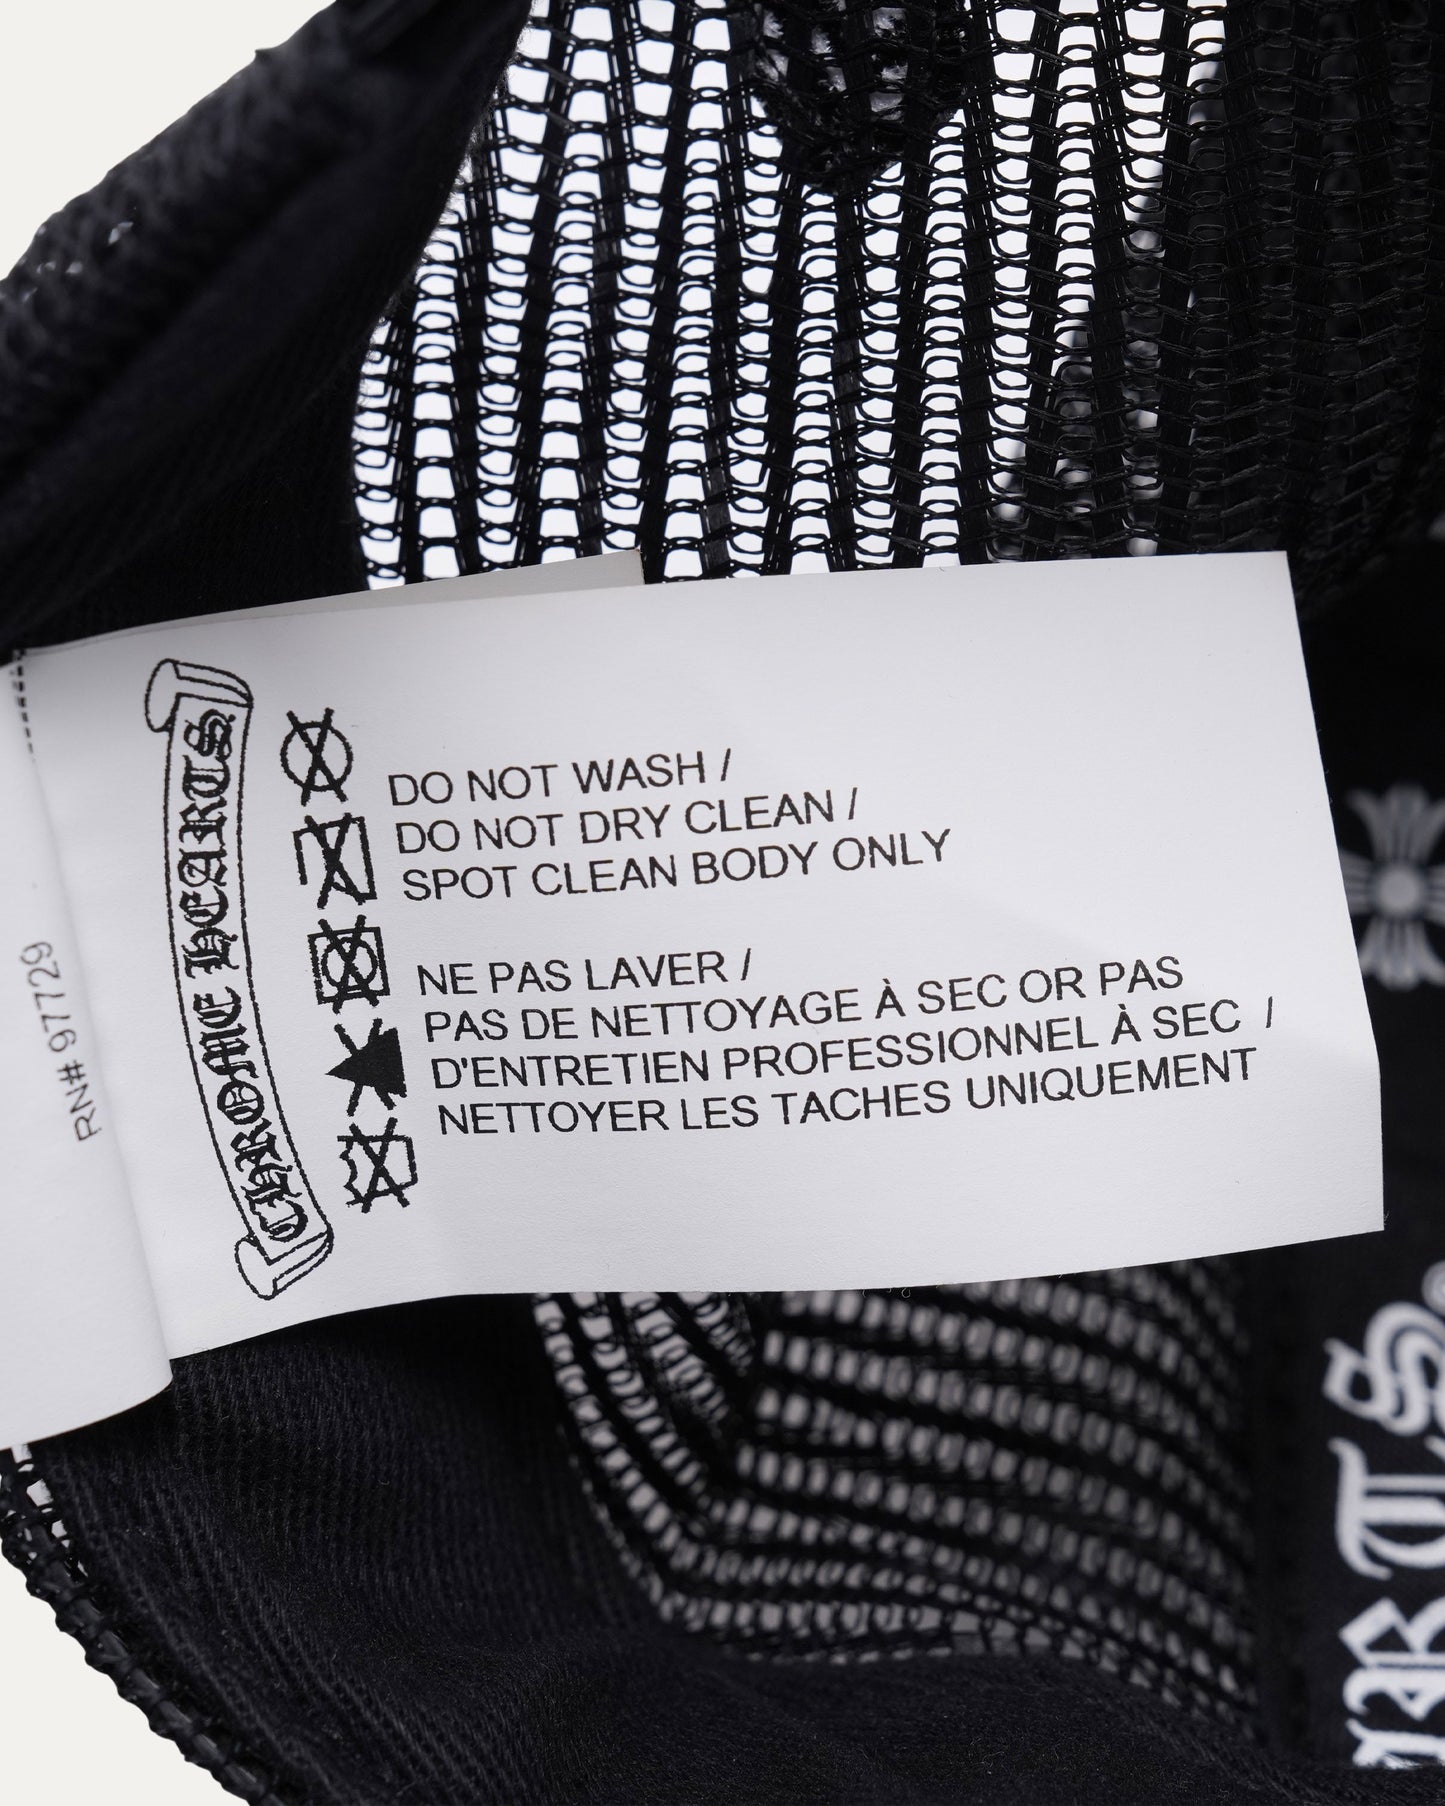 RN# 97729
CHROME HEARTS
DO NOT WASH /
DO NOT DRY CLEAN /
SPOT CLEAN BODY ONLY
NE PAS LAVER /
PAS DE NETTOYAGE À SEC OR PAS
D'ENTRETIEN PROFESSIONNEL À SEC /
NETTOYER LES TACHES UNIQUEMENT